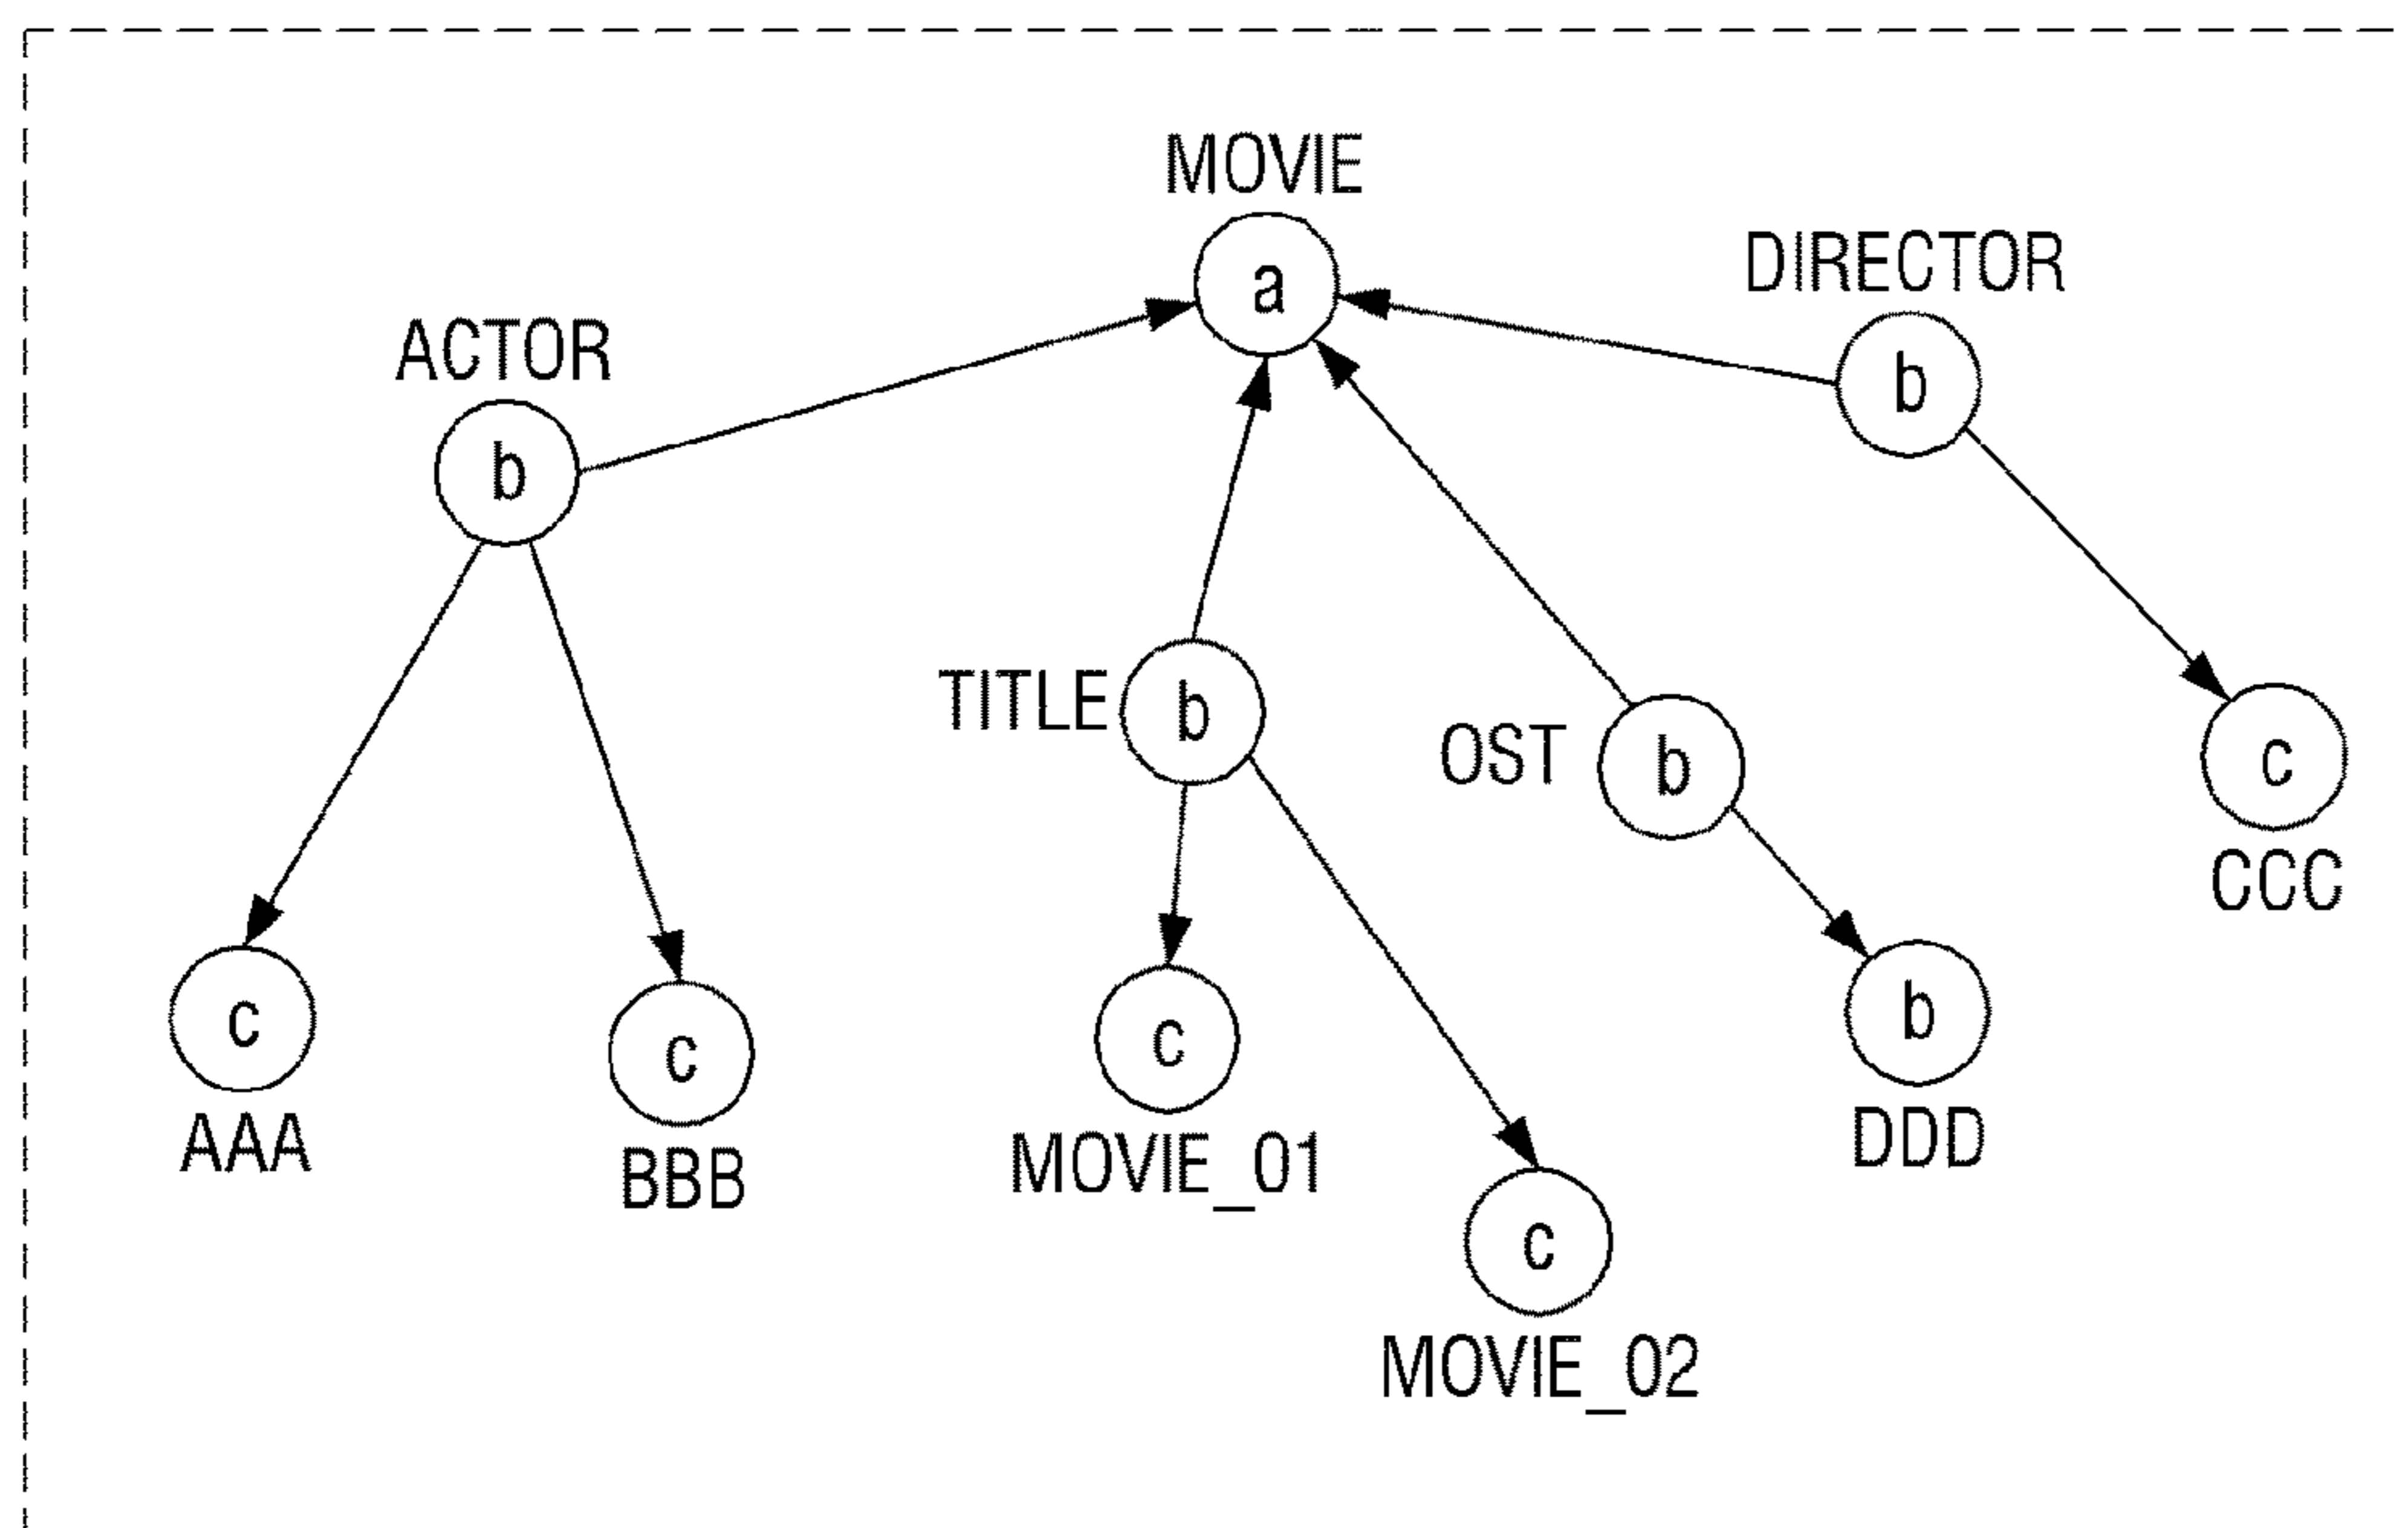 MOVIE
a
DIRECTOR
b
ACTOR
b
TITLE
b
OST
b
c
CCC
c
AAA
c
BBB
c
MOVIE_01
b
DDD
c
MOVIE_02